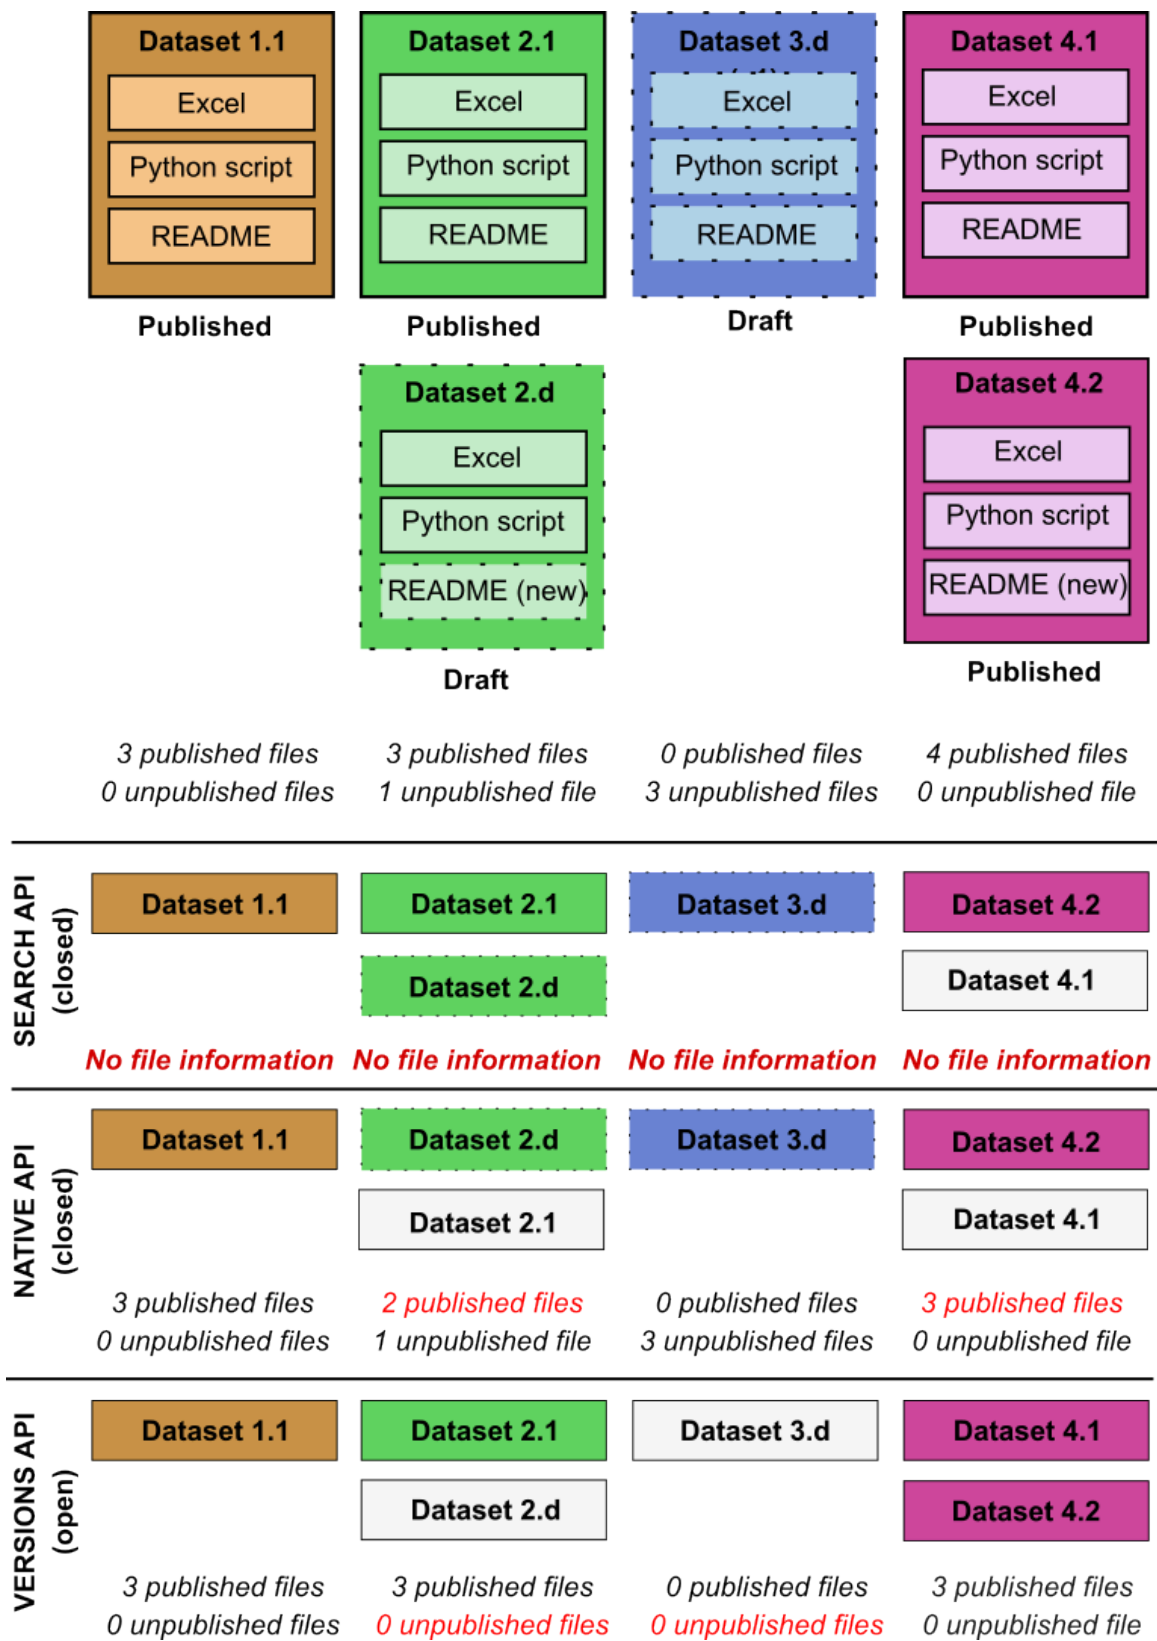 Dataset 1.1
Excel
Python script
README
Published
Dataset 2.1
Excel
Python script
README
Published
Dataset 3.d
Excel
Python script
README
Draft
Dataset 4.1
Excel
Python script
README
Published
Dataset 2.d
Excel
Python script
README (new)
Draft
Dataset 4.2
Excel
Python script
README (new)
Published
3 published files
0 unpublished files
3 published files
1 unpublished file
0 published files
3 unpublished files
4 published files
0 unpublished file
SEARCH API
(closed)
Dataset 1.1
Dataset 2.1
Dataset 3.d
Dataset 4.2
Dataset 2.d
Dataset 4.1
No file information
No file information
No file information
No file information
NATIVE API
(closed)
Dataset 1.1
Dataset 2.d
Dataset 3.d
Dataset 4.2
Dataset 2.1
Dataset 4.1
3 published files
0 unpublished files
2 published files
1 unpublished file
0 published files
3 unpublished files
3 published files
0 unpublished file
VERSIONS API
(open)
Dataset 1.1
Dataset 2.1
Dataset 3.d
Dataset 4.1
Dataset 2.d
Dataset 4.2
3 published files
0 unpublished files
3 published files
0 unpublished files
0 published files
0 unpublished files
3 published files
0 unpublished file